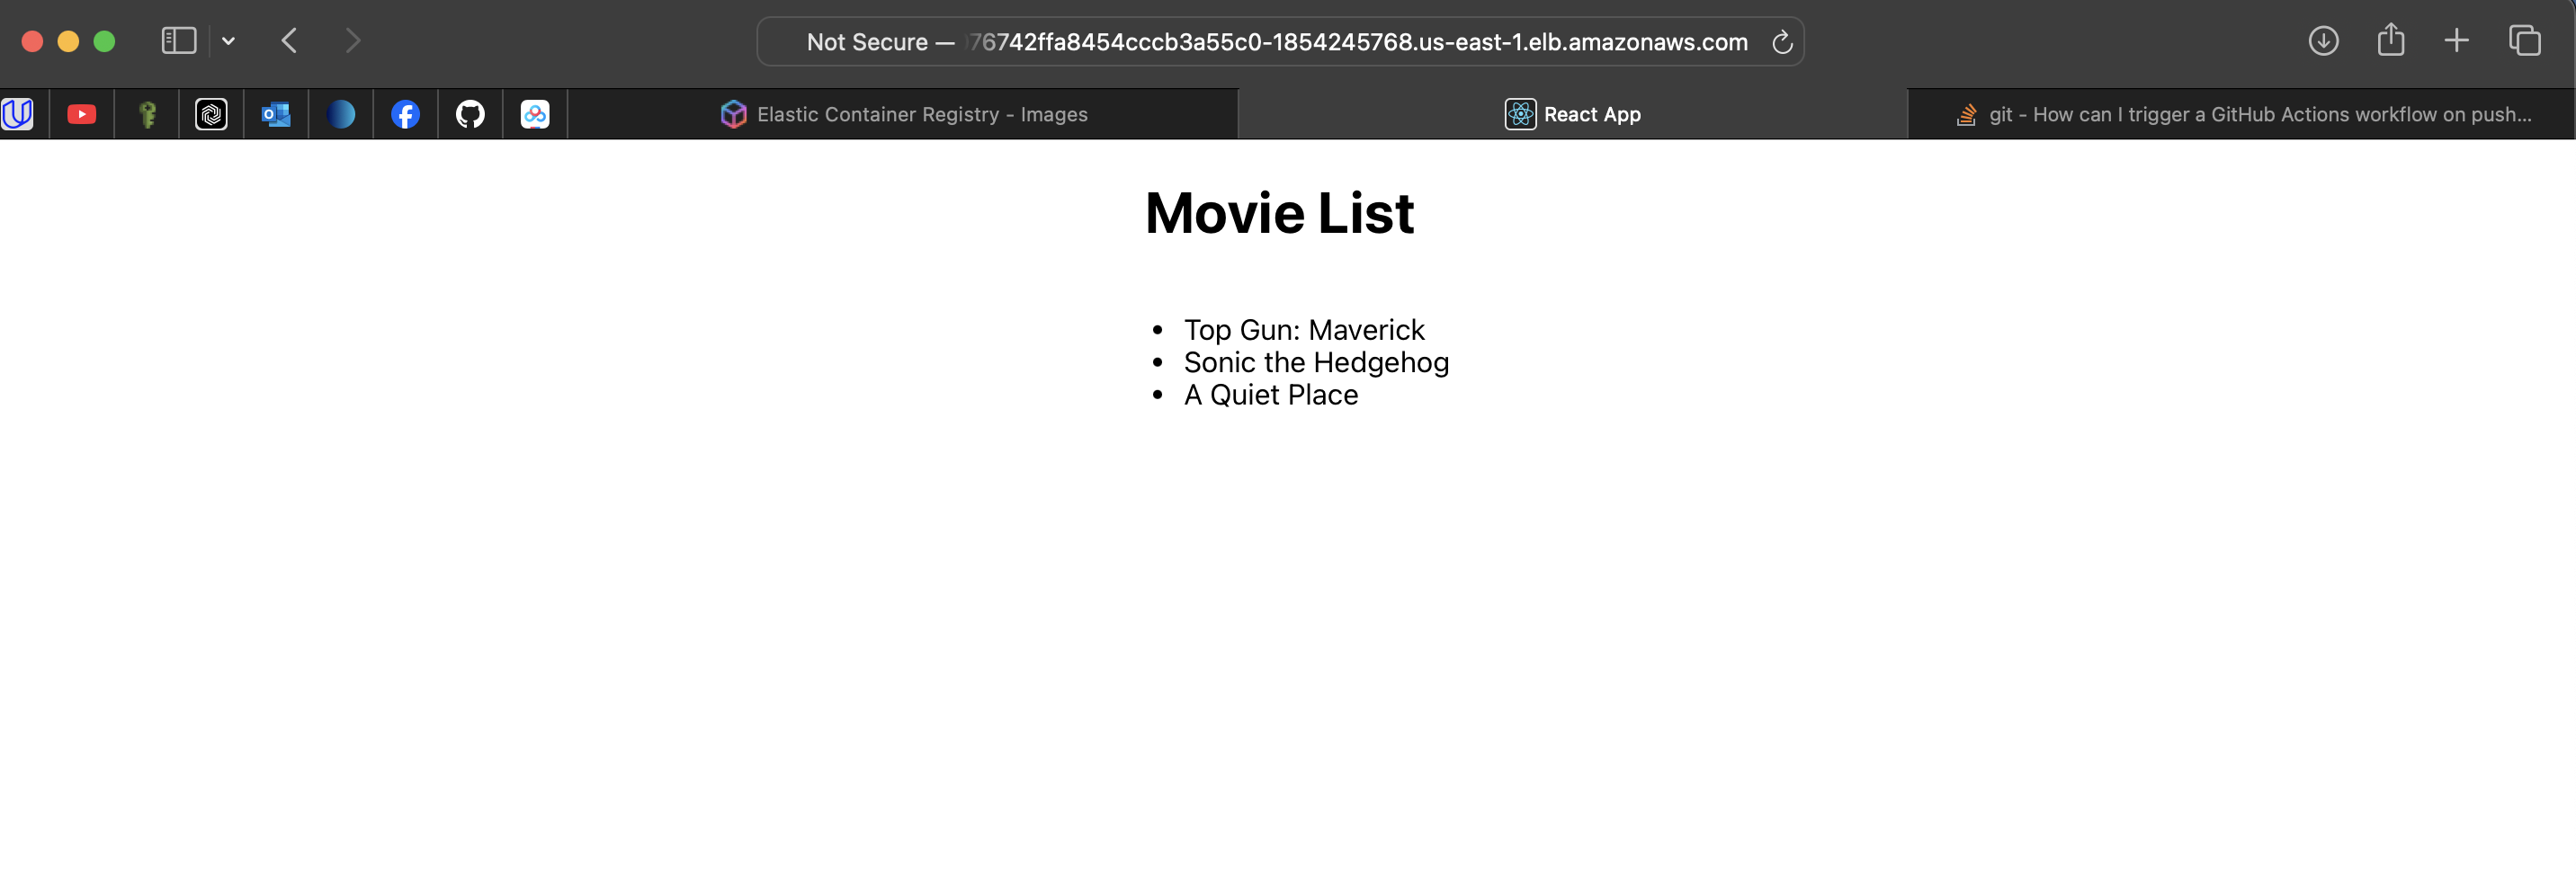 Not Secure — 76742ffa8454cccb3a55c0-1854245768.us-east-1.elb.amazonaws.com
Elastic Container Registry - Images
React App
git - How can I trigger a GitHub Actions workflow on push...
Movie List
• Top Gun: Maverick
• Sonic the Hedgehog
• A Quiet Place